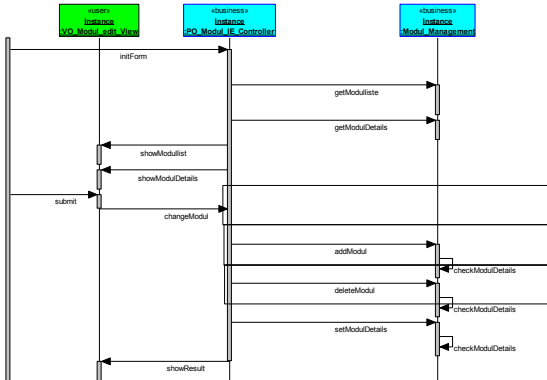 «user»
Instance
:VO_Modul_edit_View
«business»
Instance
:PO_Modul_IE_Controller
«business»
Instance
:Modul_Management
initForm
getModulliste
getModulDetails
showModullist
showModulDetails
submit
changeModul
addModul
checkModulDetails
deleteModul
checkModulDetails
setModulDetails
checkModulDetails
showResult